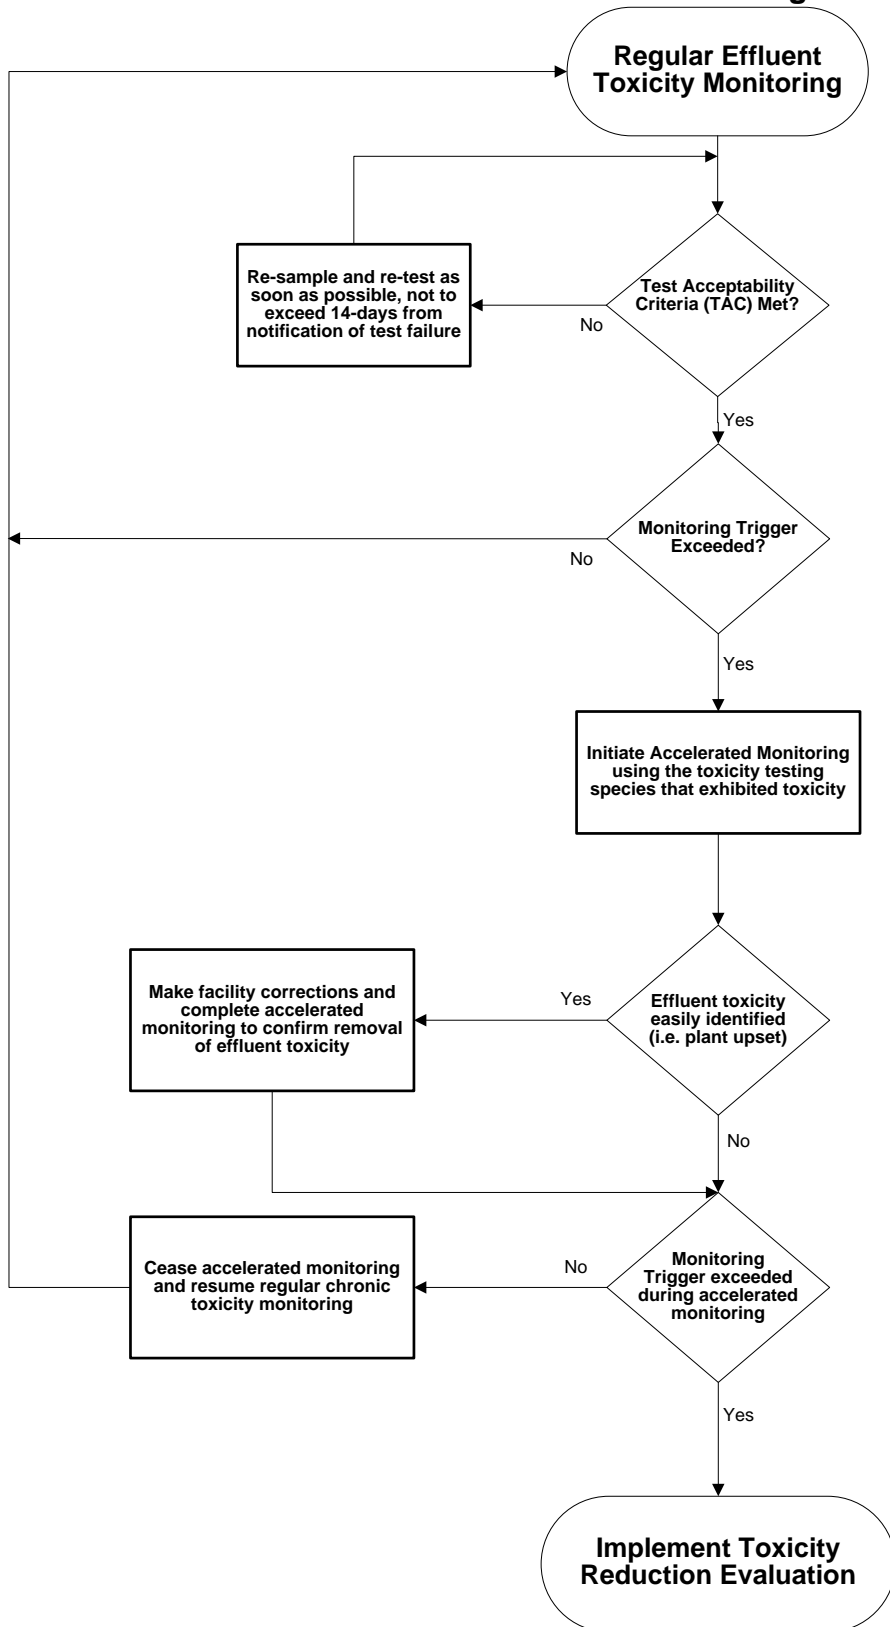 Regular Effluent
Toxicity Monitoring
Re-sample and re-test as
soon as possible, not to
exceed 14-days from
notification of test failure
Test Acceptability
Criteria (TAC) Met?
No
Yes
Monitoring Trigger
Exceeded?
No
Yes
Initiate Accelerated Monitoring
using the toxicity testing
species that exhibited toxicity
Make facility corrections and
complete accelerated
monitoring to confirm removal
of effluent toxicity
Yes
Effluent toxicity
easily identified
(i.e. plant upset)
No
Cease accelerated monitoring
and resume regular chronic
toxicity monitoring
No
Monitoring
Trigger exceeded
during accelerated
monitoring
Yes
Implement Toxicity
Reduction Evaluation